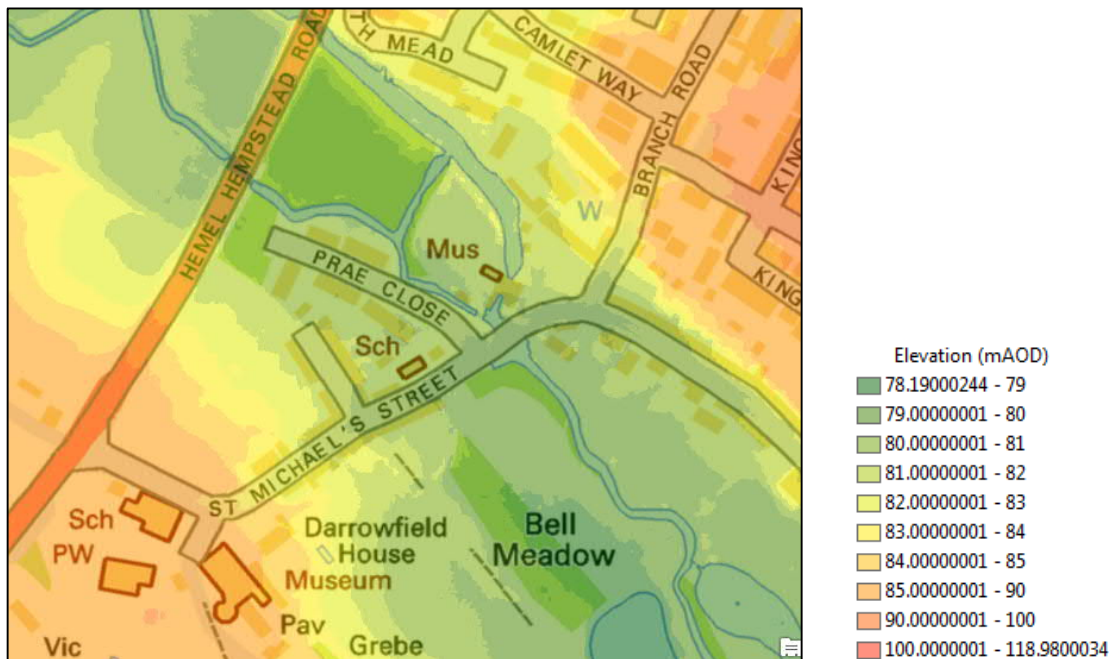 TH MEAD
CAMLET WAY
HEMEL HEMPSTEAD ROAD
BRANCH ROAD
KING
W
Mus
PRAE CLOSE
KING
Sch
ST MICHAEL'S STREET
Sch
PW
Darrowfield
House
Bell
Meadow
Museum
Pav
Vic
Grebe
Elevation (mAOD)
78.19000244 - 79
79.00000001 - 80
80.00000001 - 81
81.00000001 - 82
82.00000001 - 83
83.00000001 - 84
84.00000001 - 85
85.00000001 - 90
90.00000001 - 100
100.0000001 - 118.9800034